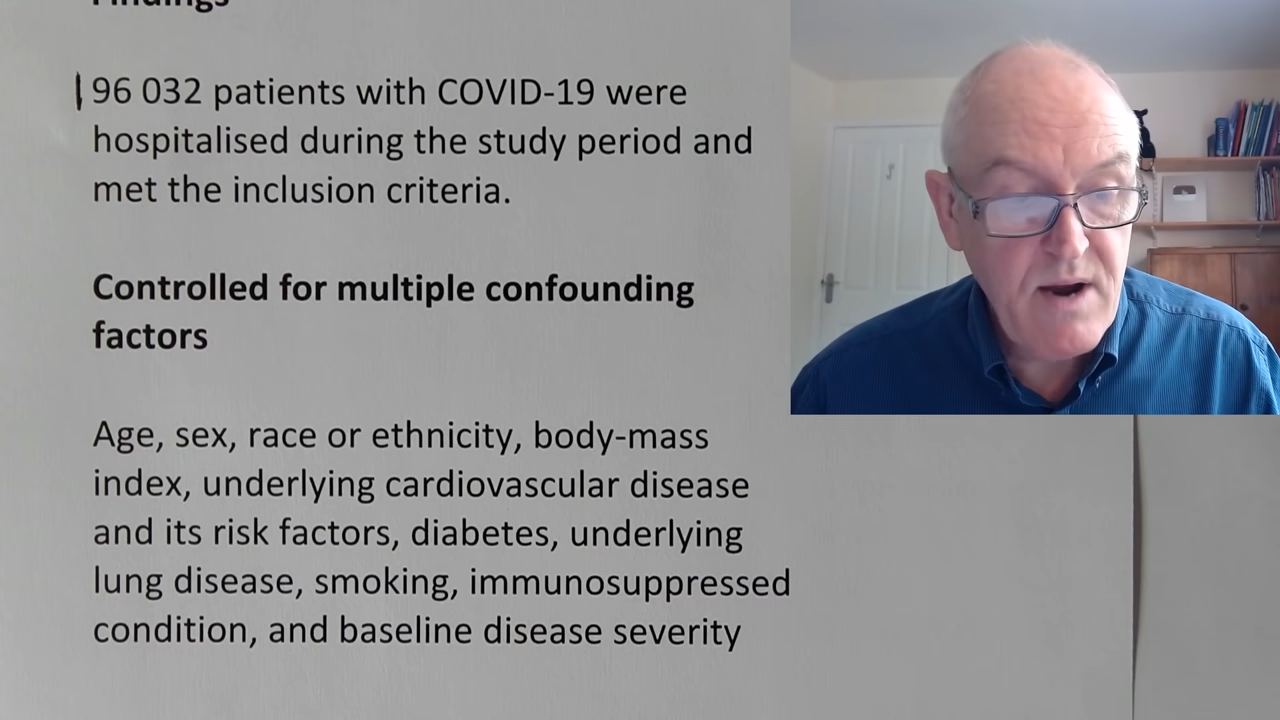 Findings
96 032 patients with COVID-19 were
hospitalised during the study period and
met the inclusion criteria.
Controlled for multiple confounding
factors
Age, sex, race or ethnicity, body-mass
index, underlying cardiovascular disease
and its risk factors, diabetes, underlying
lung disease, smoking, immunosuppressed
condition, and baseline disease severity